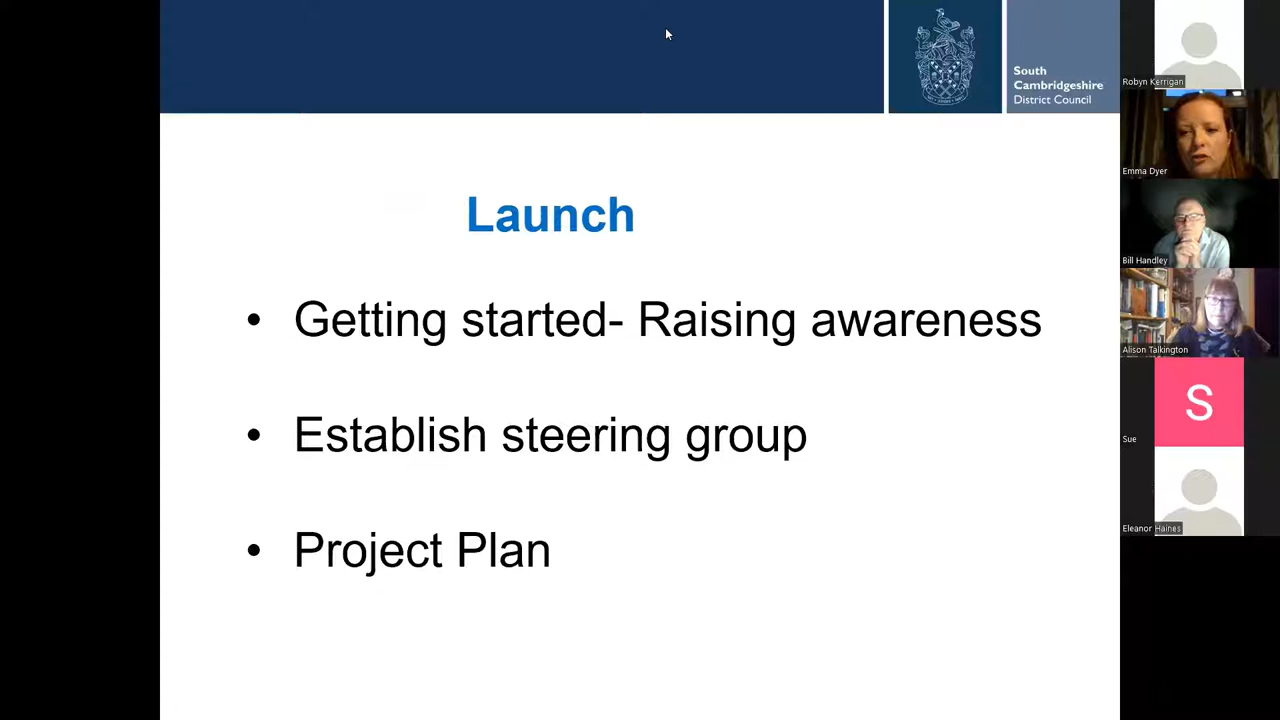 South
Cambridgeshire
District Council
Launch
• Getting started- Raising awareness
• Establish steering group
• Project Plan
Robyn Kerrigan
Emma Dyer
Bill Handley
Alison Talkington
S
Sue
Eleanor Haines